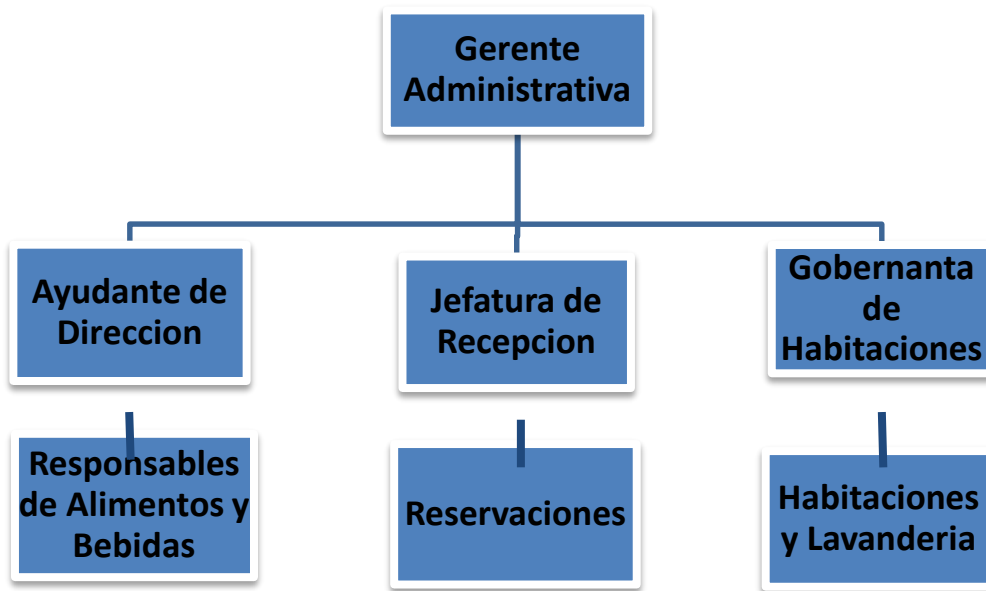 Gerente
Administrativa
Ayudante de
Direccion
Jefatura de
Recepcion
Gobernanta
de
Habitaciones
Responsables
de Alimentos y
Bebidas
Reservaciones
Habitaciones
y Lavanderia